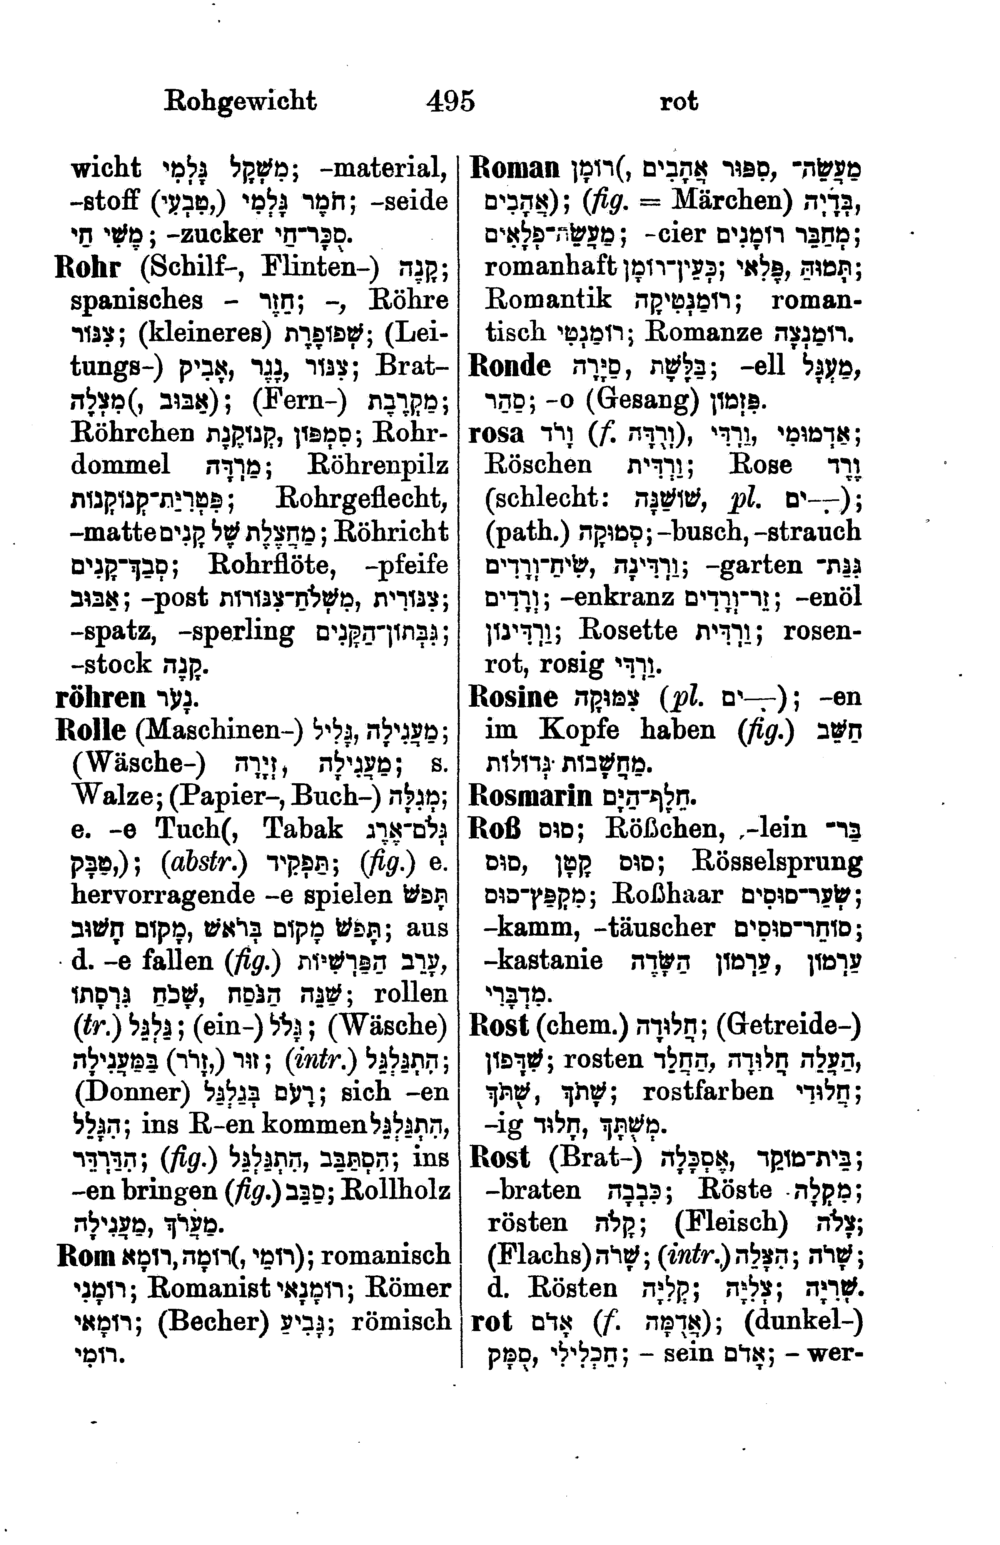 Rohgewicht 495 rot
wicht מִשְׁקָל גָּלְמִי; -material,
-stoff (חֹמֶר גָּלְמִי (,טִבְעִי; -seide
מֶשִׁי חַי; -zucker סֻכַּר־חַי.
Rohr (Schilf-, Flinten-) קָנֶה;
spanisches - חֵזֶר; -, Röhre
צִנּוֹר; (kleineres) שְׁפוֹפֶרֶת; (Lei-
tungs-) צִנּוֹר, נֶגֶר, אָבִיק; Brat-
מִצְלֶה(, אַבּוּב); (Fern-) מִקְרֶבֶת;
Röhrchen קְנוֹקֶנֶת, סִמְפּוֹן; Rohr-
dommel מַרְדָּה; Röhrenpilz
פִּטְרִיַּת־קְנוֹקָנוֹת; Rohrgeflecht,
-matte מַחֲצֶלֶת שֶׁל קָנִים; Röhricht
סְבַךְ־קָנִים; Rohrflöte, -pfeife
אַבּוּב; -post צִנּוֹרִית, מִשְׁלַח־צִנּוֹרוֹת;
-spatz, -sperling גִּבְּתוֹן־הַקָּנִים;
-stock קָנֶה.
röhren נָעֹר.
Rolle (Maschinen-) גָּלִיל, מַעֲגִילָה;
(Wäsche-) זְיָרָה, מַעֲגִילָה; s.
Walze; (Papier-, Buch-) מְגִלָּה;
e. -e Tuch(, Tabak גֹּלֶם־אֶרֶג
(,טַבָּק); (abstr.) תַּפְקִיד; (fig.) e.
hervorragende -e spielen תָּפֹשׂ
מָקוֹם חָשׁוּב, תָּפֹשׂ מָקוֹם בְּרֹאשׁ; aus
d. -e fallen (fig.) עָרֵב הַפָּרָשִׁיּוֹת,
שַׁנֵּה הַנֹּסַח, שָׁכֹחַ גִּרְסָתוֹ; rollen
(tr.) גַּלְגֵּל; (ein-) גָּלֹל; (Wäsche)
זוּר (,זָרֹר) בְּמַעֲגִילָה; (intr.) הִתְגַּלְגֵּל;
(Donner) רָעֹם בְּגַלְגַּל; sich -en
הִגָּלֵל; ins R-en kommen הִתְגַּלְגֵּל,
הִדַּרְדֵּר; (fig.) הִסְתַּבֵּב, הִתְגַּלְגֵּל; ins
-en bringen (fig.) סַבֵּב; Rollholz
מַעֲרֹךְ, מַעֲגִילָה.
Rom רוֹמָא, רוֹמָה(, רוֹמִי); romanisch
רוֹמָנִי; Romanist רוֹמָנָאִי; Römer
רוֹמָאִי; (Becher) גָּבִיעַ; römisch
רוֹמִי.
Roman רוֹמָן(, סִפּוּר אֲהָבִים, מַעֲשֵׂה־
אֲהָבִים); (fig. = Märchen) בְּדָיָה,
מַעֲשֵׂה־פְלָאִים; -cier מְחַבֵּר רוֹמָנִים;
romanhaft כְּעֵין־רוֹמָן; פִּלְאִי, תָּמוּהַּ;
Romantik רוֹמַנְטִיקָה; roman-
tisch רוֹמַנְטִי; Romanze רוֹמַנְצָה.
Ronde סִיָּרָה, בַּלֶּשֶׁת; -ell מַעְגָּל,
סֹהַר; -o (Gesang) פִּזְמוֹן.
rosa וָרֹד (f. וְרֻדָּה), וַרְדִּי, אֲדַמּוּמִי;
Röschen וַרְדִּית; Rose וֶרֶד
(schlecht: שׁוֹשַׁנָּה, pl. —ִים);
(path.) סְמוּקָה; -busch, -strauch
שִׂיחַ־וְרָדִים, וַרְדִּינָה; -garten גִּנַּת־
וְרָדִים; -enkranz זֵר־וְרָדִים; -enöl
וַרְדִּינוֹן; Rosette וַרְדִּית; rosen-
rot, rosig וַרְדִּי.
Rosine צִמּוּקָה (pl. —ִים); -en
im Kopfe haben (fig.) חַשֵּׁב
מַחֲשָׁבוֹת גְּדוֹלוֹת.
Rosmarin חֵלֶף־הַיָּם.
Roß סוּס; Rößchen, -lein בַּר־
סוּס, סוּס קָטָן; Rösselsprung
מִקְפַּץ־סוּס; Roßhaar שְׂעַר־סוּסִים;
-kamm, -täuscher סוֹחֵר־סוּסִים;
-kastanie עַרְמוֹן הַשָּׂדֶה, עַרְמוֹן
מִדְבָּרִי.
Rost (chem.) חֲלוּדָה; (Getreide-)
שִׁדָּפוֹן; rosten הַעֲלֵה חֲלוּדָה, הַחֲלֵד,
שָׁתֹךְ, שֻׁתֹּךְ; rostfarben חֲלוּדִי;
-ig חָלוּד, מְשֻׁתָּךְ.
Rost (Brat-) אַסְכָּלָה, בֵּית־מוֹקֵד;
-braten כְּבָבָה; Röste מִקְלָה;
rösten קָלֹה; (Fleisch) צָלֹה;
(Flachs) שָׁרֹה; (intr.) הִצָּלֵה; שָׁרֹה;
d. Rösten קְלִיָּה; צְלִיָּה; שְׁרִיָּה.
rot אָדֹם (f. אֲדֻמָּה); (dunkel-)
סֻמָּק, חַכְלִילִי; - sein אָדֹם; - wer-